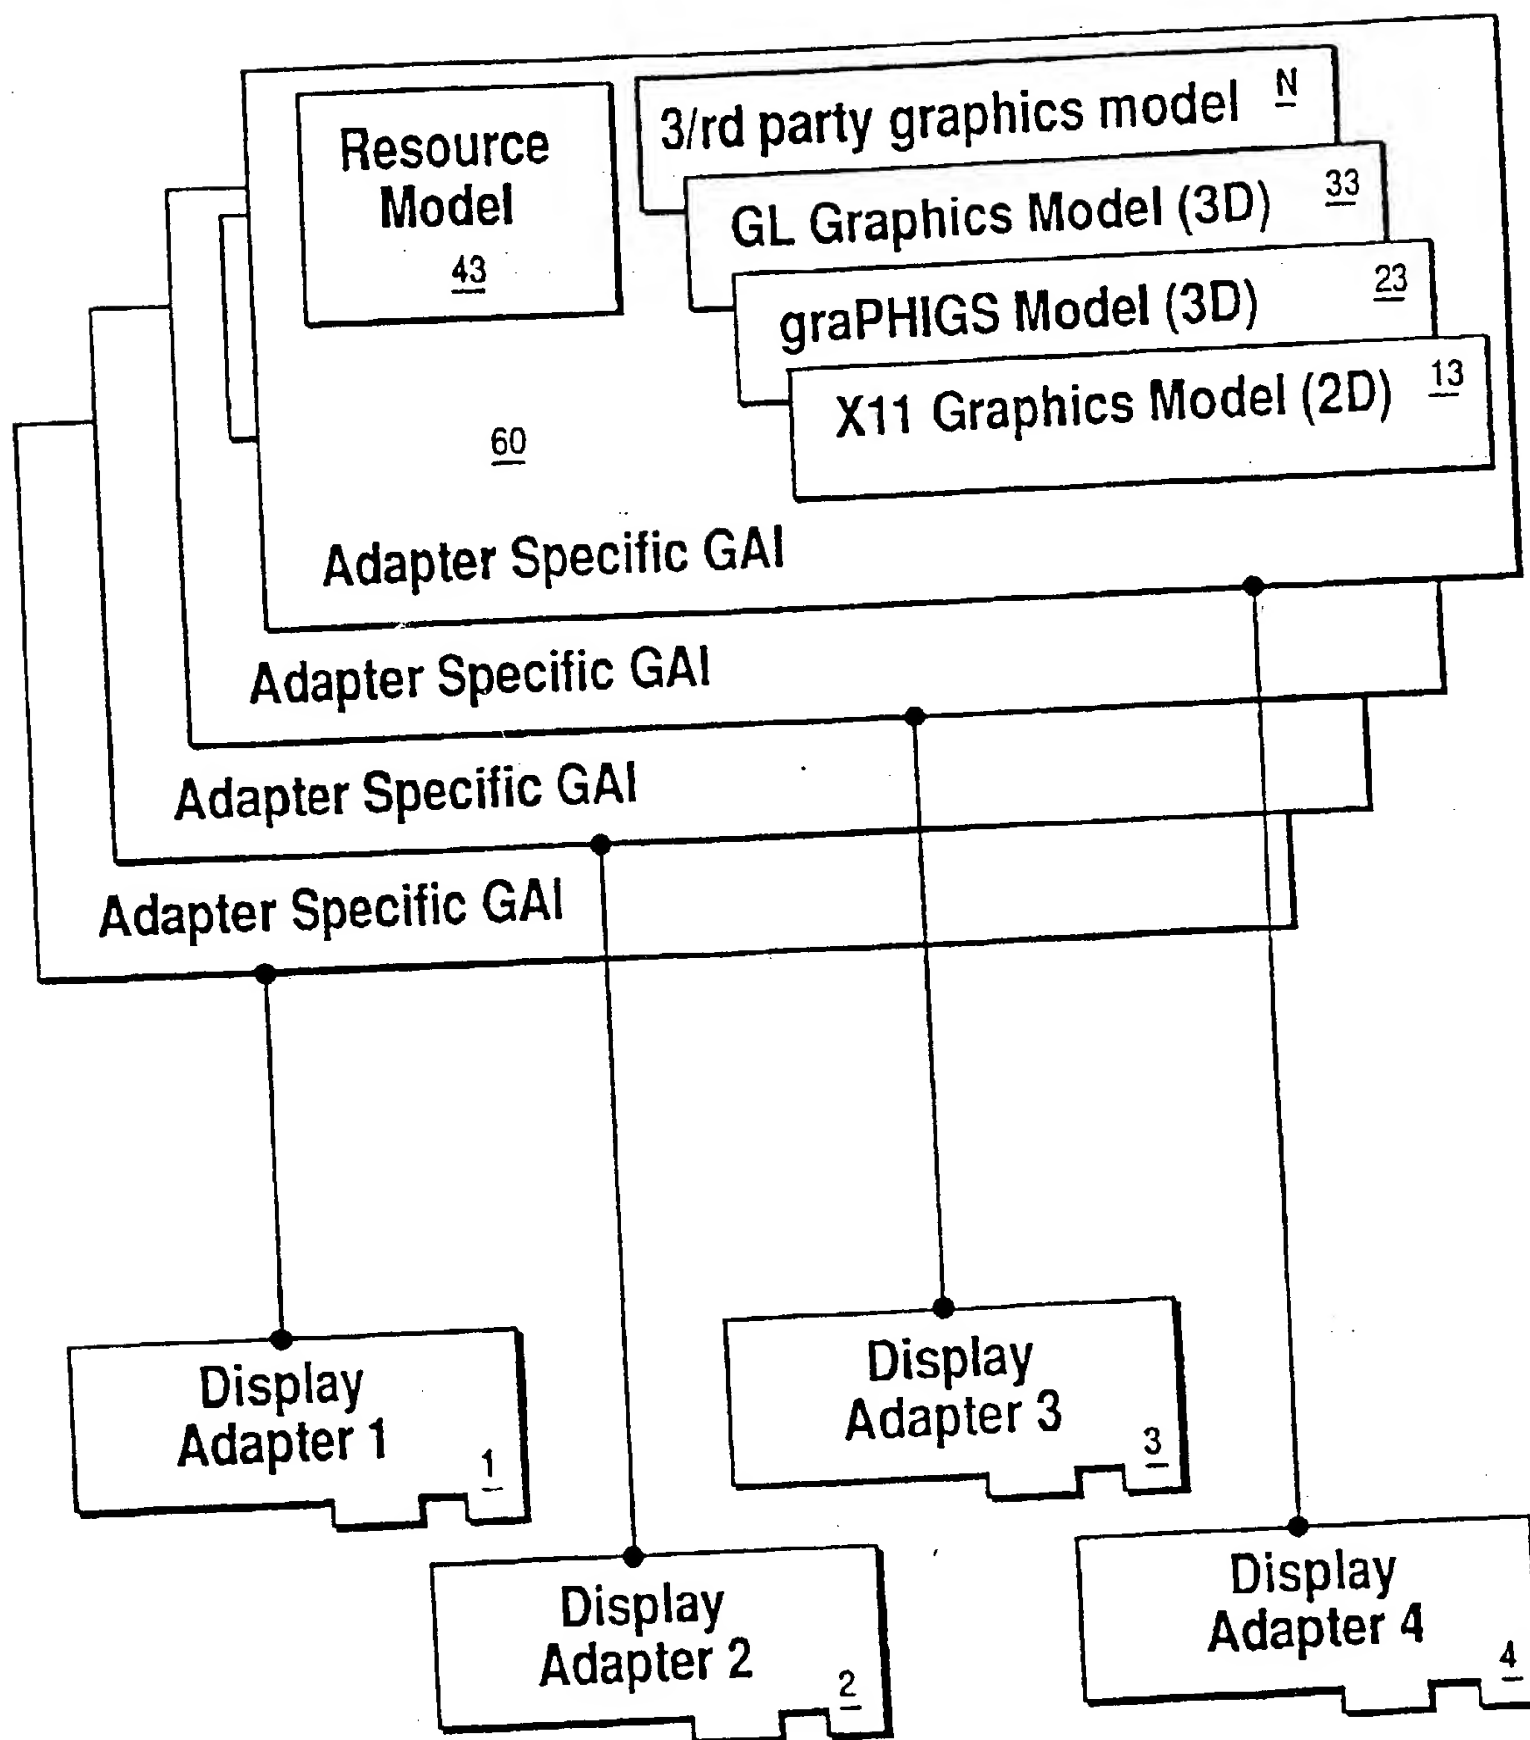 Resource
Model
43
3/rd party graphics model N
GL Graphics Model (3D) 33
graPHIGS Model (3D) 23
X11 Graphics Model (2D) 13
60
Adapter Specific GAI
Adapter Specific GAI
Adapter Specific GAI
Adapter Specific GAI
Display
Adapter 1
1
Display
Adapter 3
3
Display
Adapter 2
2
Display
Adapter 4
4